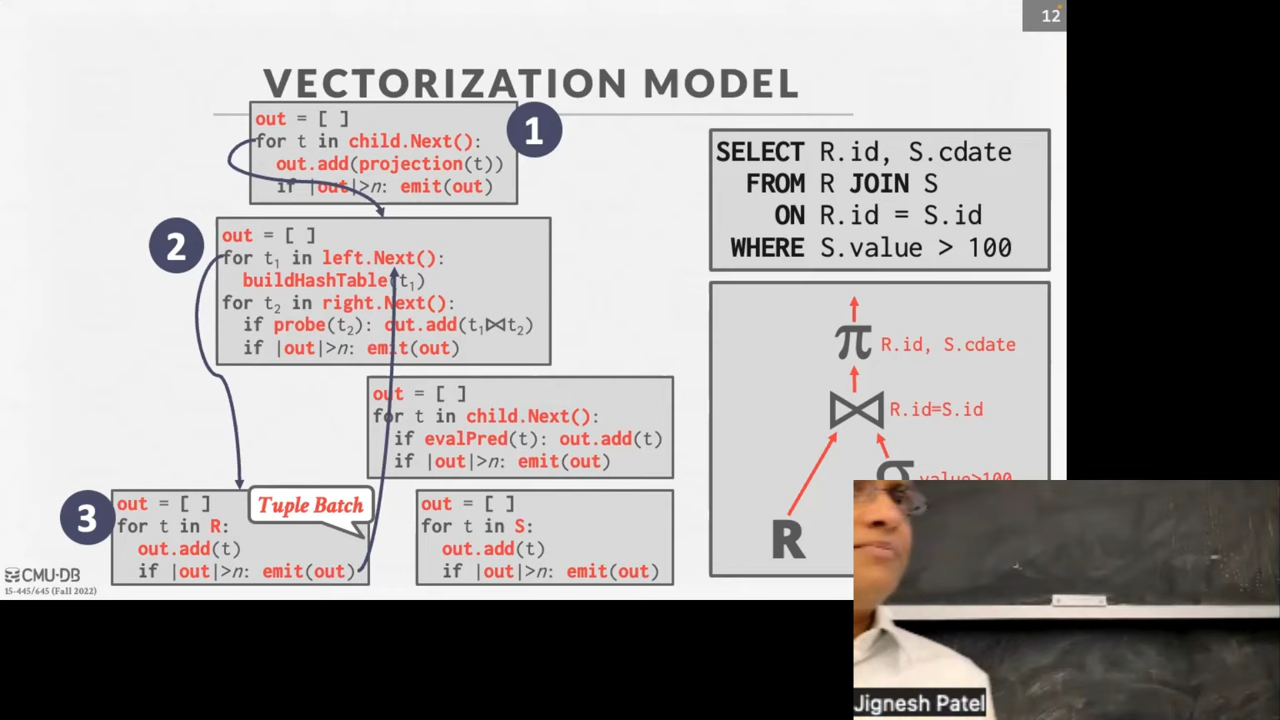 12
VECTORIZATION MODEL
out = [ ]
for t in child.Next():
out.add(projection(t))
if |out|>n: emit(out)
1
2
out = [ ]
for t₁ in left.Next():
buildHashTable(t₁)
for t₂ in right.Next():
if probe(t₂): out.add(t₁⋈t₂)
if |out|>n: emit(out)
out = [ ]
for t in child.Next():
if evalPred(t): out.add(t)
if |out|>n: emit(out)
3
out = [ ]
for t in R:
out.add(t)
if |out|>n: emit(out)
Tuple Batch
out = [ ]
for t in S:
out.add(t)
if |out|>n: emit(out)
SELECT R.id, S.cdate
FROM R JOIN S
ON R.id = S.id
WHERE S.value > 100
π R.id, S.cdate
⋈ R.id=S.id
σ value>100
R
CMU·DB
15-445/645 (Fall 2022)
Jignesh Patel